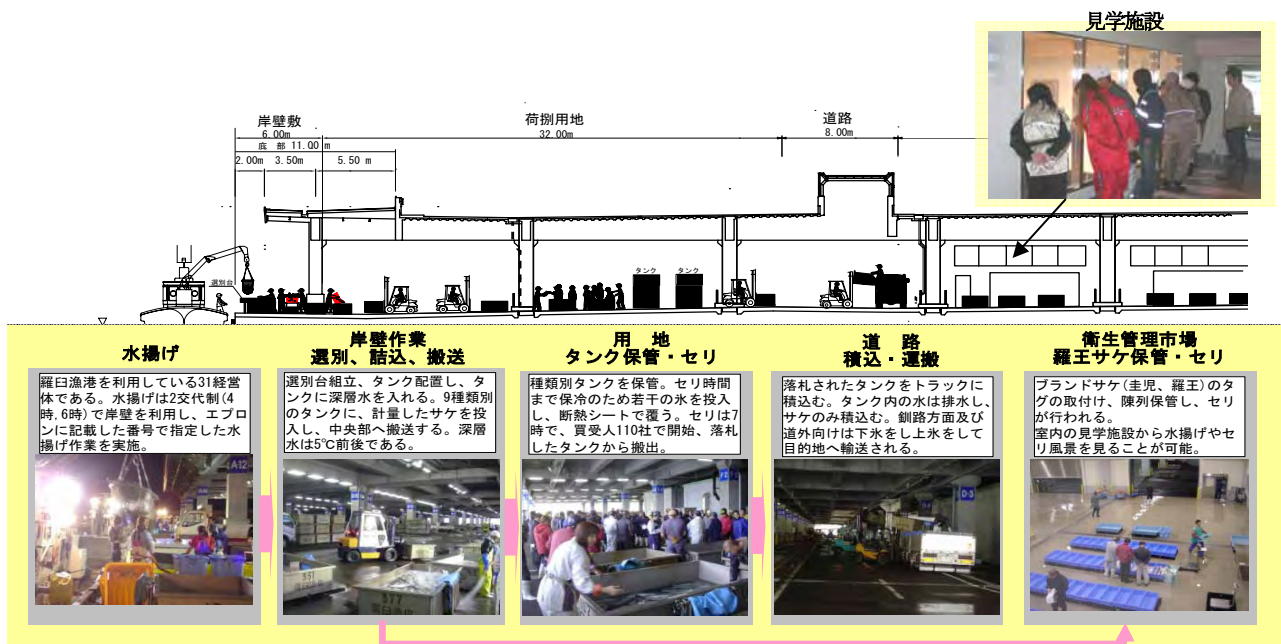 見学施設
岸壁敷
荷捌用地
道路
6.00m
32.00m
8.00m
底 部 11.00 m
2.00m
3.50m
5.50 m
選別台
タンク
タンク
水揚げ
羅臼漁港を利用している31経営
体である。水揚げは2交代制(4
時,6時)で岸壁を利用し、エプロ
ンに記載した番号で指定した水
揚げ作業を実施。
A-12
岸壁作業
選別、詰込、搬送
選別台組立、タンク配置し、タ
ンクに深層水を入れる。9種類別
のタンクに、計量したサケを投
入し、中央部へ搬送する。深層
水は5℃前後である。
351
377
用 地
タンク保管・セリ
種類別タンクを保管。セリ時間
まで保冷のため若干の氷を投入
し、断熱シートで覆う。セリは7
時で、買受人110社で開始、落札
したタンクから搬出。
道 路
積込・運搬
落札されたタンクをトラックに
積込む。タンク内の水は排水し、
サケのみ積込む。釧路方面及び
道外向けは下氷をし上氷をして
目的地へ輸送される。
D-3
衛生管理市場
羅王サケ保管・セリ
ブランドサケ(圭児、羅王)のタ
グの取付け、陳列保管し、セリ
が行われる。
室内の見学施設から水揚げやセ
リ風景を見ることが可能。